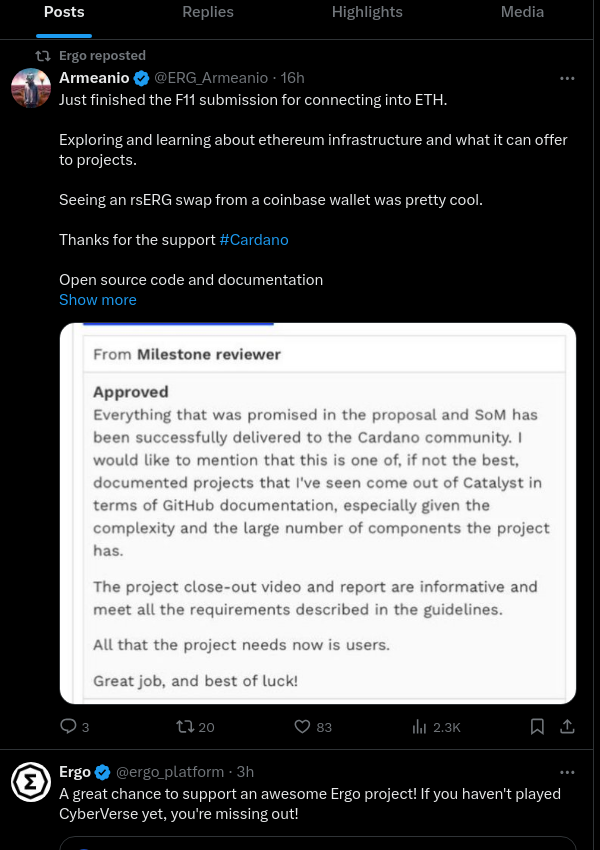 Posts Replies Highlights Media
Ergo reposted
Armeanio @ERG_Armeanio · 16h
Just finished the F11 submission for connecting into ETH.
Exploring and learning about ethereum infrastructure and what it can offer
to projects.
Seeing an rsERG swap from a coinbase wallet was pretty cool.
Thanks for the support #Cardano
Open source code and documentation
Show more
From Milestone reviewer
Approved
Everything that was promised in the proposal and SoM has
been successfully delivered to the Cardano community. I
would like to mention that this is one of, if not the best,
documented projects that I've seen come out of Catalyst in
terms of GitHub documentation, especially given the
complexity and the large number of components the project
has.
The project close-out video and report are informative and
meet all the requirements described in the guidelines.
All that the project needs now is users.
Great job, and best of luck!
3 20 83 2.3K
Ergo @ergo_platform · 3h
A great chance to support an awesome Ergo project! If you haven't played
CyberVerse yet, you're missing out!